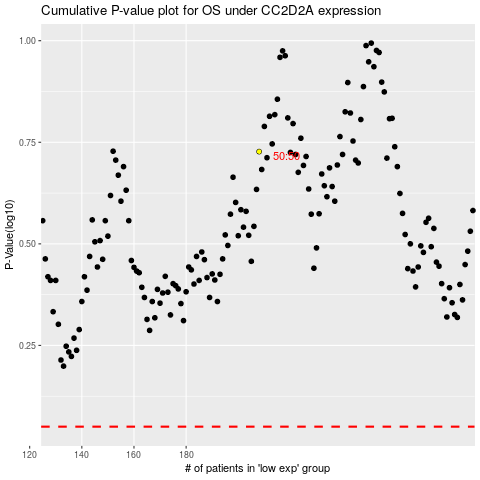 Cumulative P-value plot for OS under CC2D2A expression
1.00
0.75
50:50
0.50
0.25
P-Value(log10)
120 140 160 180
# of patients in 'low exp' group